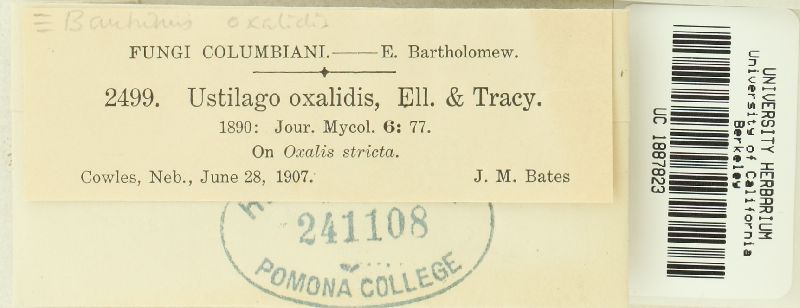 ≡ Bauhinus oxalidis
FUNGI COLUMBIANI.——E. Bartholomew.
2499. Ustilago oxalidis, Ell. & Tracy.
1890: Jour. Mycol. 6: 77.
On Oxalis stricta.
Cowles, Neb., June 28, 1907. J. M. Bates
241108
POMONA COLLEGE
UNIVERSITY HERBARIUM
University of California
Berkeley
UC 1887823